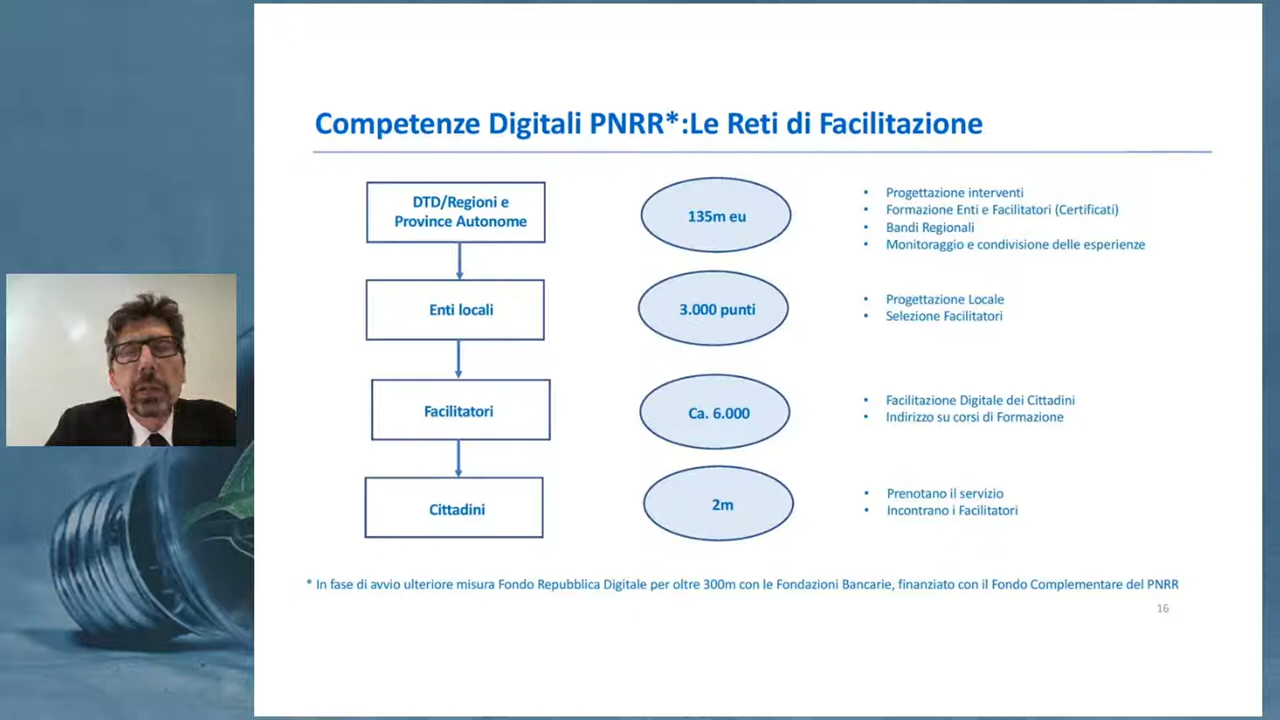 Competenze Digitali PNRR*:Le Reti di Facilitazione
DTD/Regioni e
Province Autonome
135m eu
• Progettazione interventi
• Formazione Enti e Facilitatori (Certificati)
• Bandi Regionali
• Monitoraggio e condivisione delle esperienze
Enti locali
3.000 punti
• Progettazione Locale
• Selezione Facilitatori
Facilitatori
Ca. 6.000
• Facilitazione Digitale dei Cittadini
• Indirizzo su corsi di Formazione
Cittadini
2m
• Prenotano il servizio
• Incontrano i Facilitatori
* In fase di avvio ulteriore misura Fondo Repubblica Digitale per oltre 300m con le Fondazioni Bancarie, finanziato con il Fondo Complementare del PNRR
16